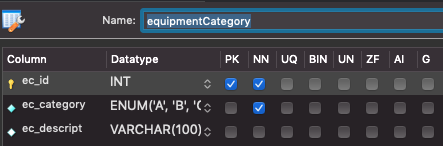 Name: equipmentCategory
Column Datatype PK NN UQ BIN UN ZF AI G
ec_id INT
ec_category ENUM('A', 'B', '
ec_descript VARCHAR(100)